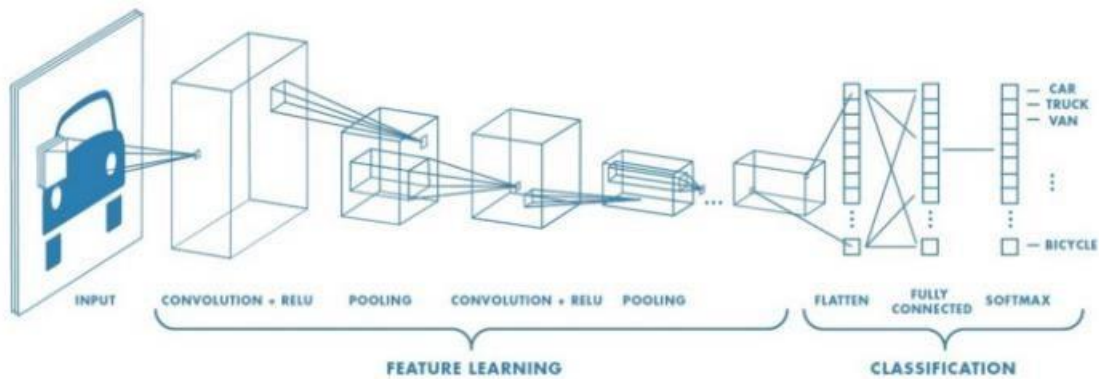 CAR
TRUCK
VAN
BICYCLE
INPUT
CONVOLUTION + RELU
POOLING
CONVOLUTION + RELU
POOLING
FLATTEN
FULLY
CONNECTED
SOFTMAX
FEATURE LEARNING
CLASSIFICATION